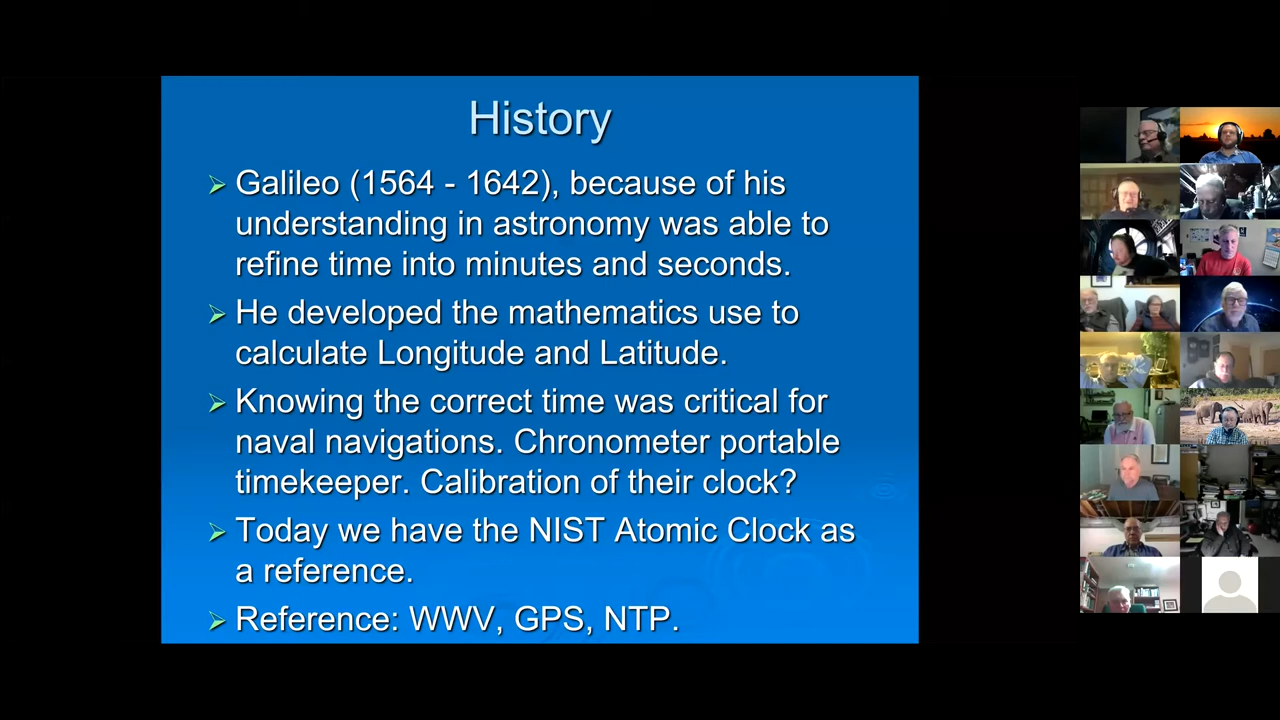 History
Galileo (1564 - 1642), because of his
understanding in astronomy was able to
refine time into minutes and seconds.
He developed the mathematics use to
calculate Longitude and Latitude.
Knowing the correct time was critical for
naval navigations. Chronometer portable
timekeeper. Calibration of their clock?
Today we have the NIST Atomic Clock as
a reference.
Reference: WWV, GPS, NTP.